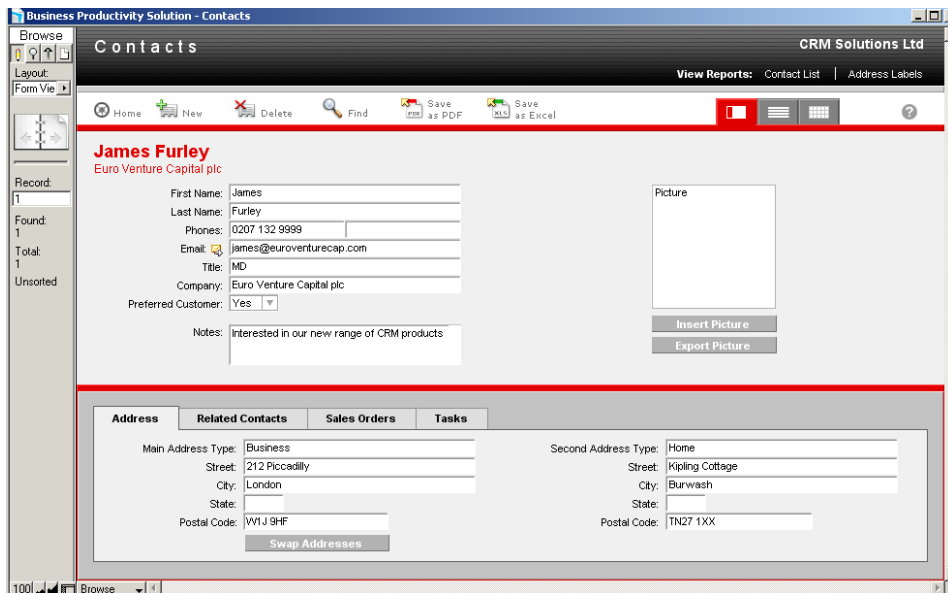 Business Productivity Solution - Contacts
Browse
Layout:
Form Vie
Record:
1
Found:
1
Total:
1
Unsorted
Contacts
CRM Solutions Ltd
View Reports: Contact List | Address Labels
Home New Delete Find Save as PDF Save as Excel
James Furley
Euro Venture Capital plc
First Name: James
Last Name: Furley
Phones: 0207 132 9999
Email: james@euroventurecap.com
Title: MD
Company: Euro Venture Capital plc
Preferred Customer: Yes
Notes: Interested in our new range of CRM products
Picture
Insert Picture
Export Picture
Address Related Contacts Sales Orders Tasks
Main Address Type: Business
Street: 212 Piccadilly
City: London
State:
Postal Code: W1J 9HF
Swap Addresses
Second Address Type: Home
Street: Kipling Cottage
City: Burwash
State:
Postal Code: TN27 1XX
100 Browse